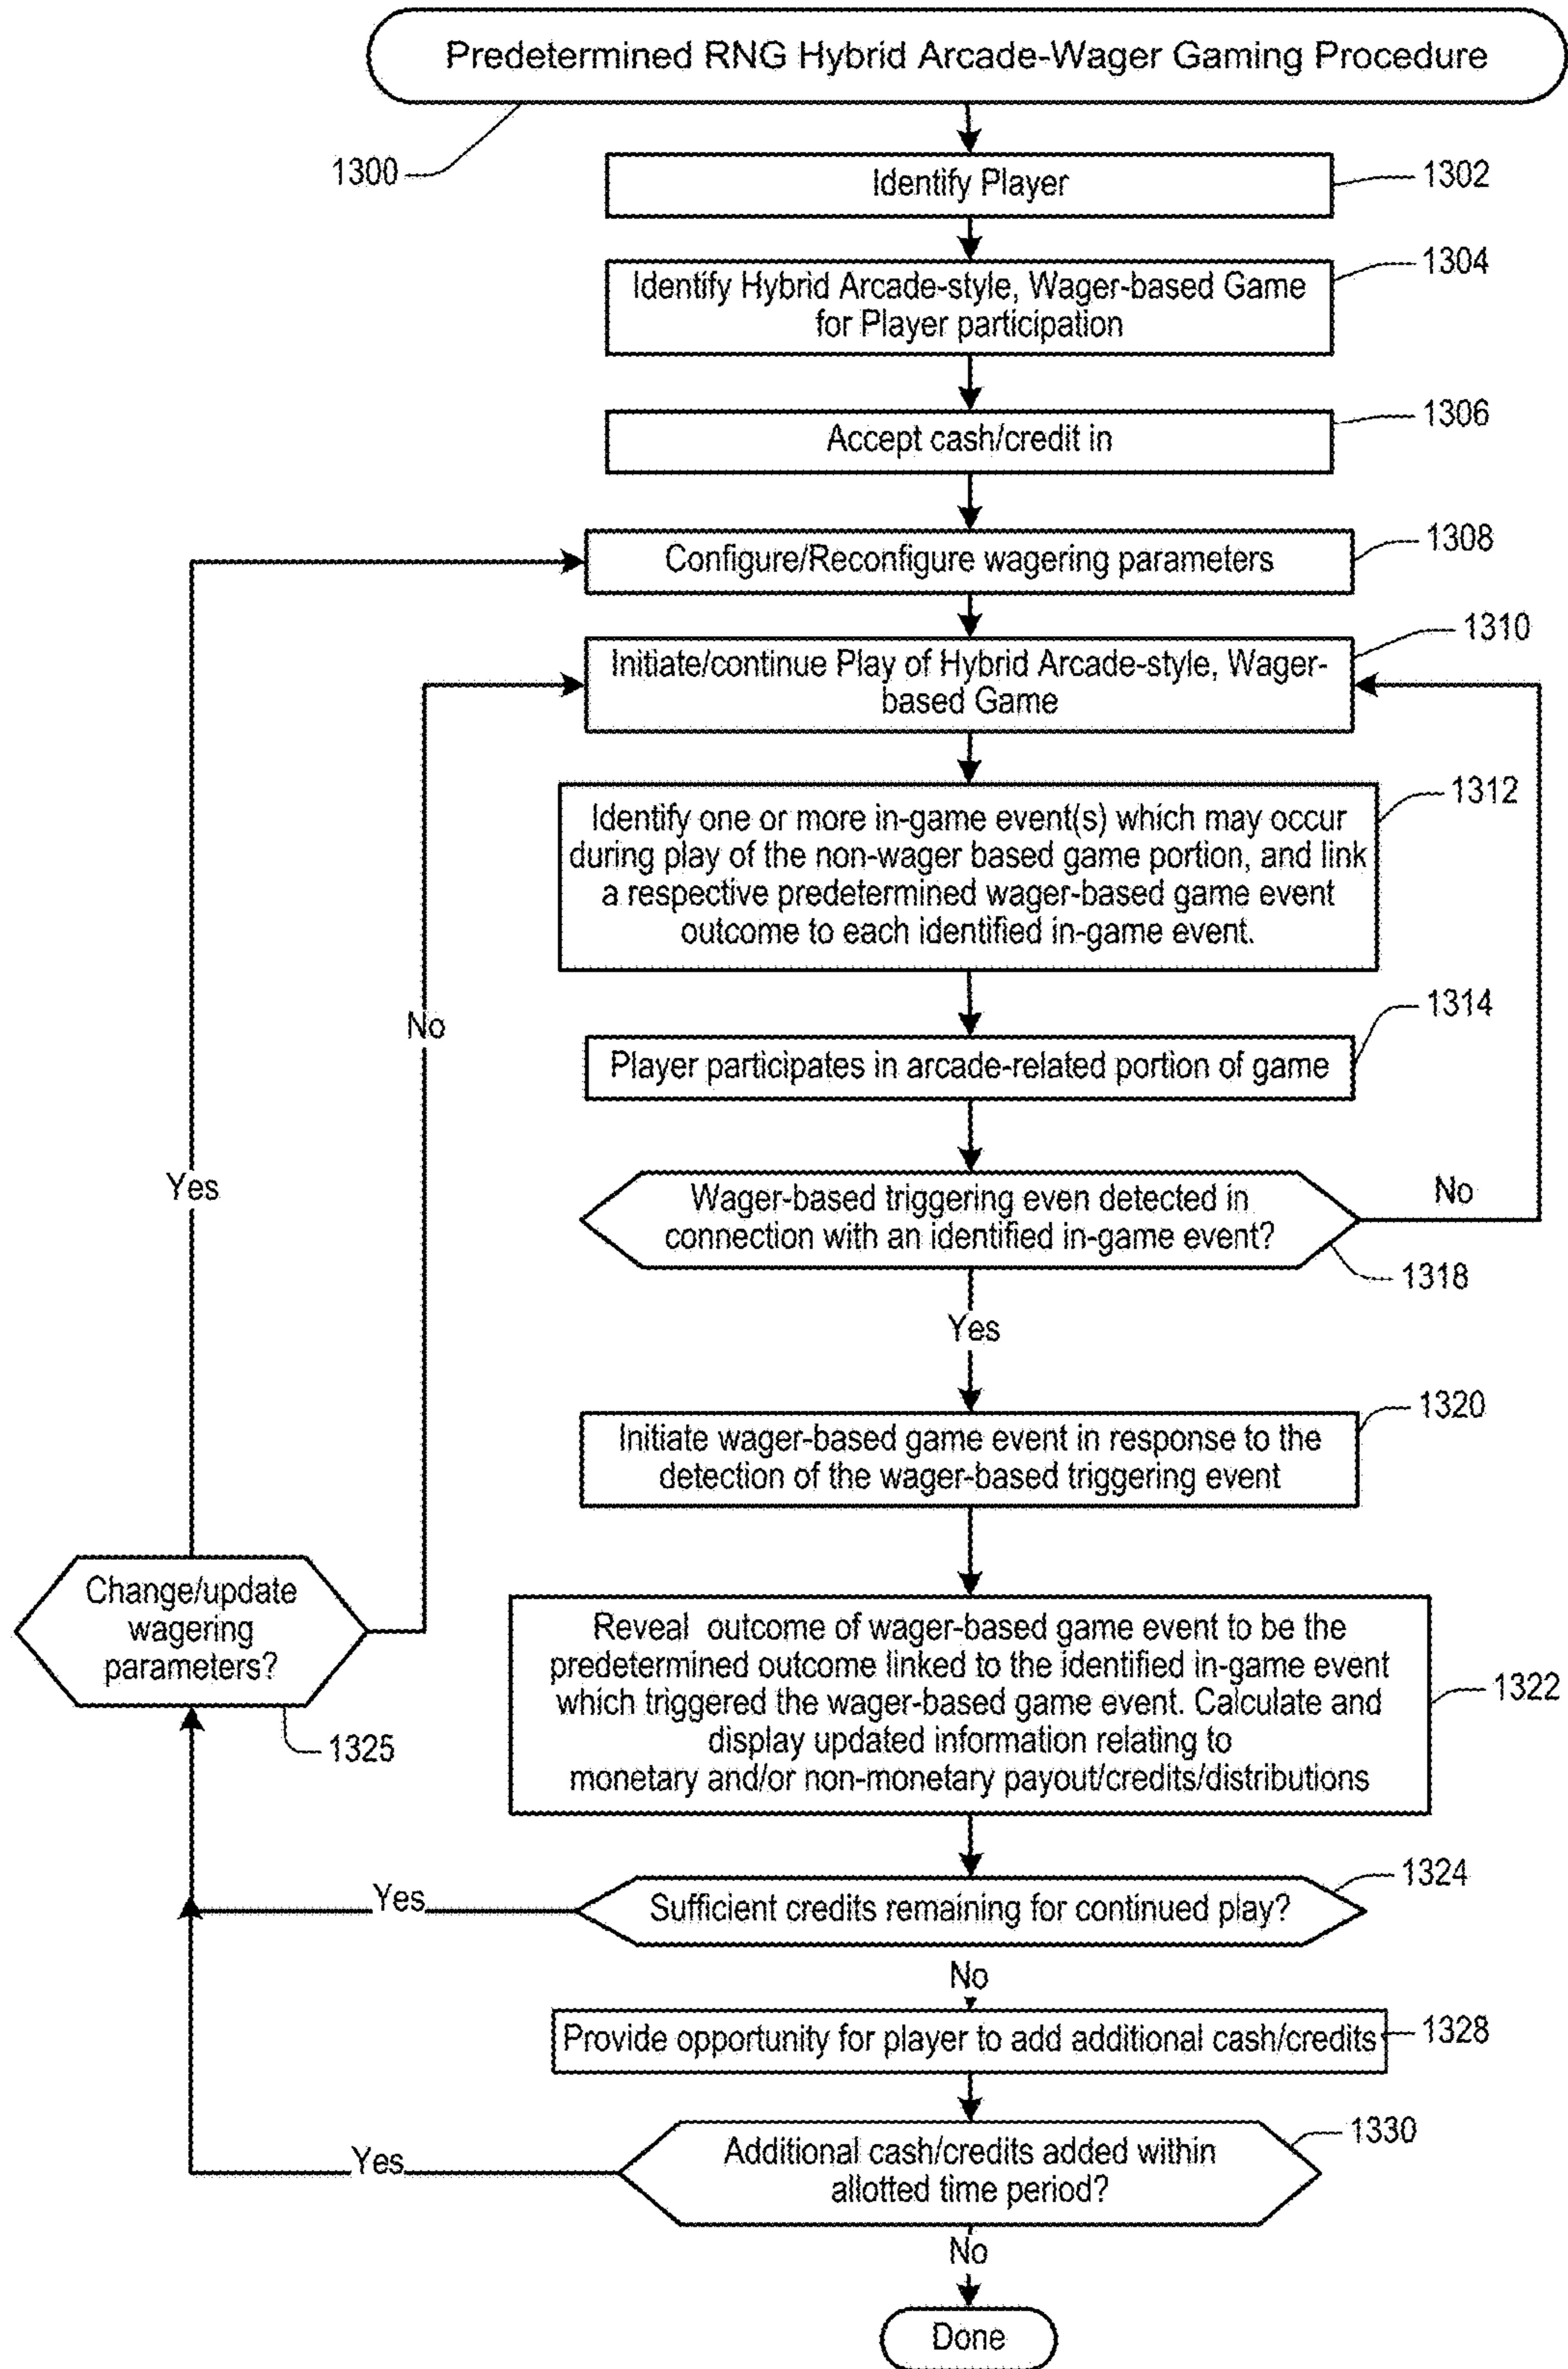 Predetermined RNG Hybrid Arcade-Wager Gaming Procedure
1300
Identify Player
1302
Identify Hybrid Arcade-style, Wager-based Game
for Player participation
1304
Accept cash/credit in
1306
Configure/Reconfigure wagering parameters
1308
Initiate/continue Play of Hybrid Arcade-style, Wager-
based Game
1310
Identify one or more in-game event(s) which may occur
during play of the non-wager based game portion, and link
a respective predetermined wager-based game event
outcome to each identified in-game event.
1312
Player participates in arcade-related portion of game
1314
No
Yes
Wager-based triggering even detected in
connection with an identified in-game event?
No
1318
Yes
Initiate wager-based game event in response to the
detection of the wager-based triggering event
1320
Change/update
wagering
parameters?
1325
Reveal outcome of wager-based game event to be the
predetermined outcome linked to the identified in-game event
which triggered the wager-based game event. Calculate and
display updated information relating to
monetary and/or non-monetary payout/credits/distributions
1322
Yes
Sufficient credits remaining for continued play?
1324
No
Provide opportunity for player to add additional cash/credits
1328
Yes
Additional cash/credits added within
allotted time period?
1330
No
Done